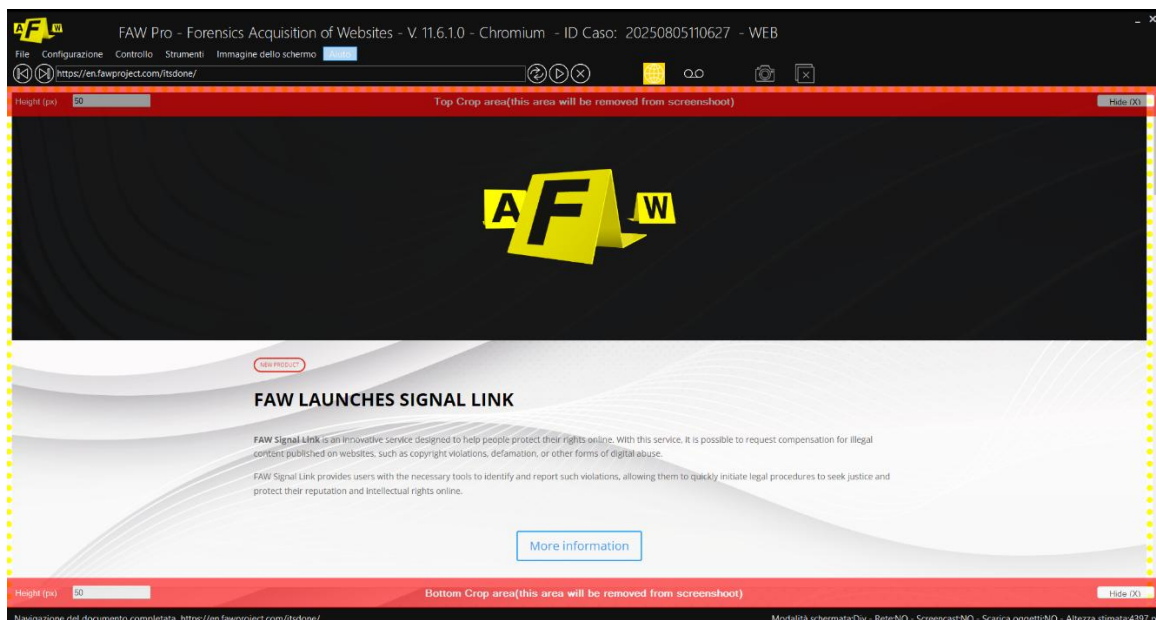 A F W
FAW Pro - Forensics Acquisition of Websites - V. 11.6.1.0 - Chromium - ID Caso: 20250805110627 - WEB
File Configurazione Controllo Strumenti Immagine dello schermo Aiuto
https://en.fawproject.com/itsdone/
Height (px) 50 Top Crop area(this area will be removed from screenshoot) Hide (X)
A F W
NEW PRODUCT
FAW LAUNCHES SIGNAL LINK
FAW Signal Link is an innovative service designed to help people protect their rights online. With this service, it is possible to request compensation for illegal
content published on websites, such as copyright violations, defamation, or other forms of digital abuse.
FAW Signal Link provides users with the necessary tools to identify and report such violations, allowing them to quickly initiate legal procedures to seek justice and
protect their reputation and intellectual rights online.
More information
Height (px) 50 Bottom Crop area(this area will be removed from screenshoot) Hide (X)
Navigazione del documento completata. https://en.fawproject.com/itsdone/ Modalità schermata:Div - Rete:NO - Screencast:NO - Scarica oggetti:NO - Altezza stimata:4397 p